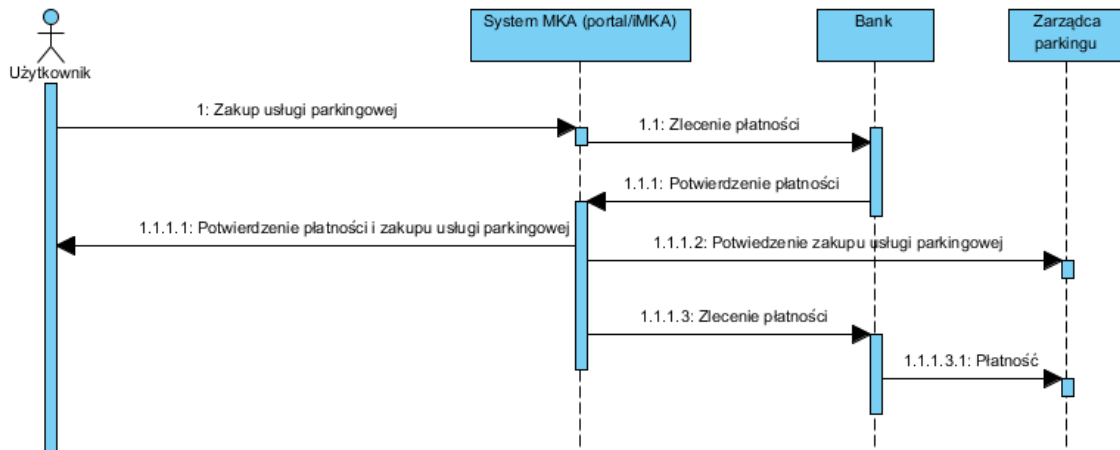 System MKA (portal/iMKA)
Bank
Zarządca
parkingu
Użytkownik
1: Zakup usługi parkingowej
1.1: Zlecenie płatności
1.1.1: Potwierdzenie płatności
1.1.1.1: Potwierdzenie płatności i zakupu usługi parkingowej
1.1.1.2: Potwiedzenie zakupu usługi parkingowej
1.1.1.3: Zlecenie płatności
1.1.1.3.1: Płatność